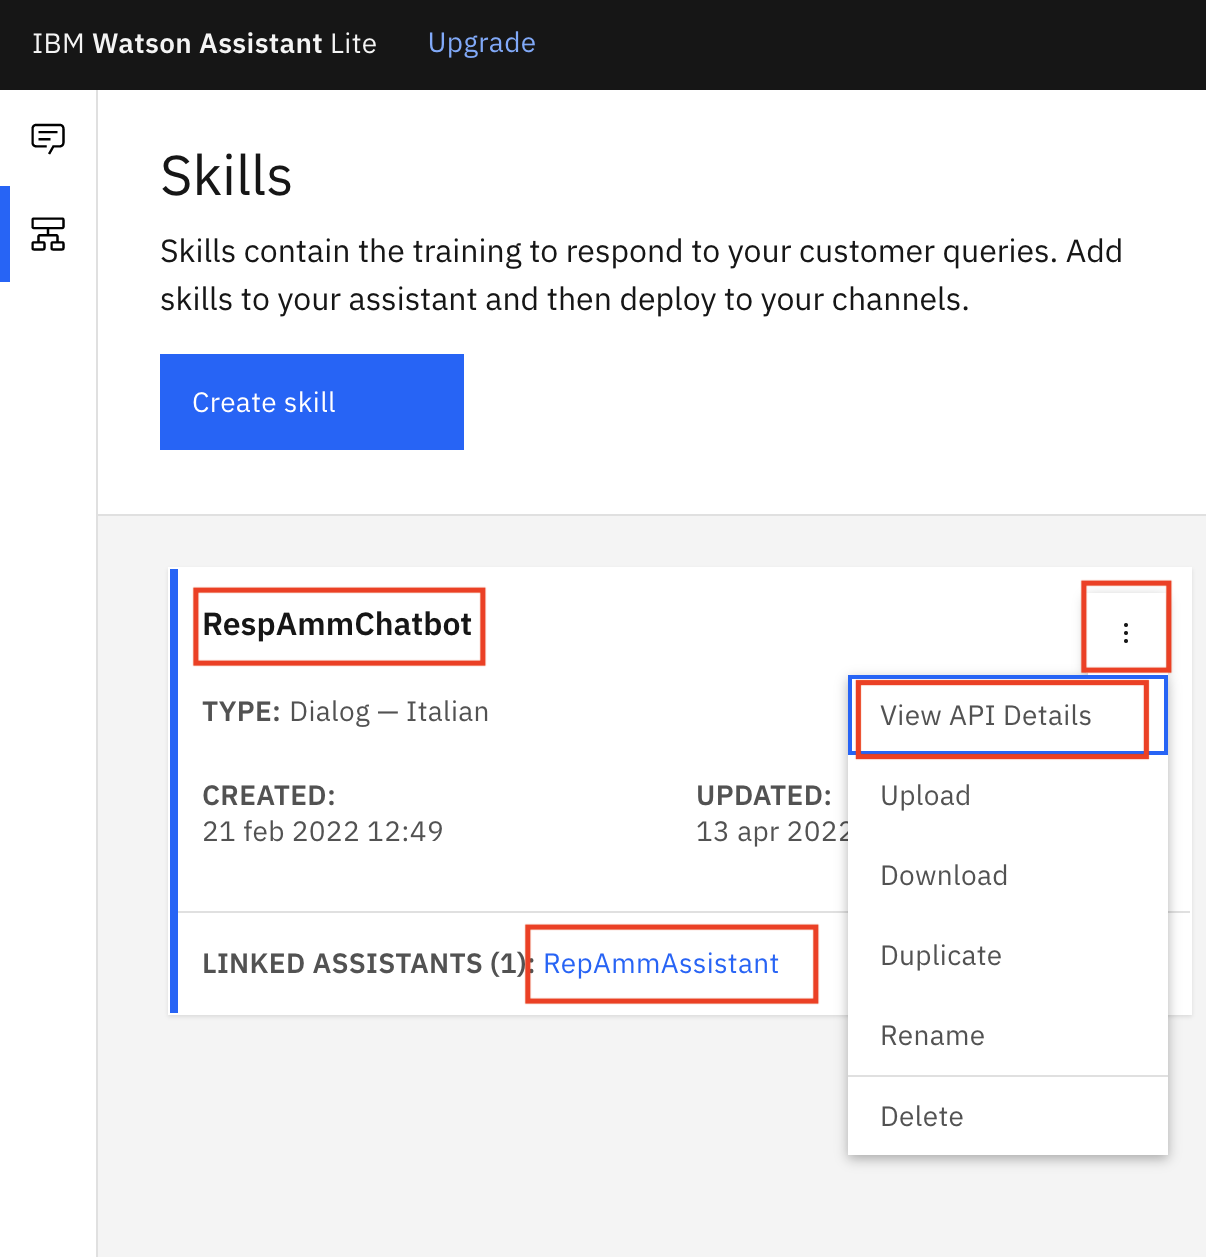 IBM Watson Assistant Lite Upgrade
Skills
Skills contain the training to respond to your customer queries. Add
skills to your assistant and then deploy to your channels.
Create skill
RespAmmChatbot
TYPE: Dialog — Italian
CREATED:
21 feb 2022 12:49
UPDATED:
13 apr 2022
LINKED ASSISTANTS (1): RepAmmAssistant
View API Details
Upload
Download
Duplicate
Rename
Delete